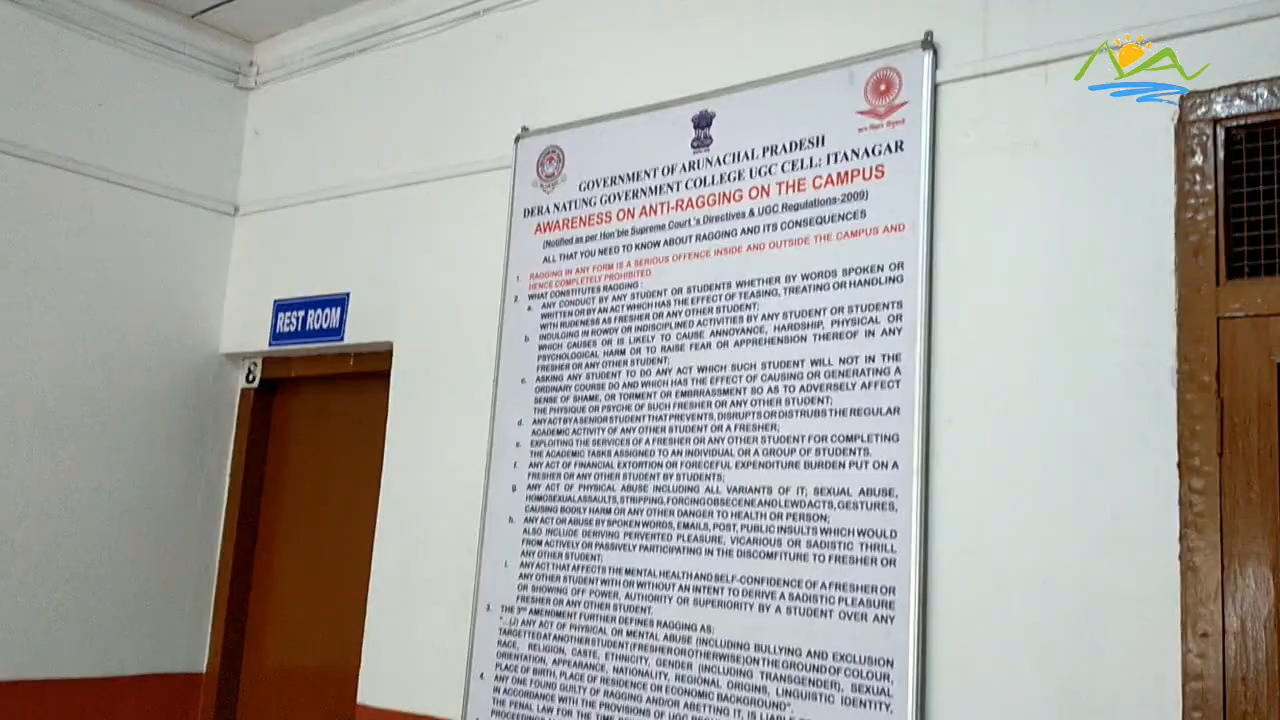 GOVERNMENT OF ARUNACHAL PRADESH
DERA NATUNG GOVERNMENT COLLEGE UGC CELL: ITANAGAR
AWARENESS ON ANTI-RAGGING ON THE CAMPUS
(Notified as per Hon'ble Supreme Court 's Directives & UGC Regulations-2009)
ALL THAT YOU NEED TO KNOW ABOUT RAGGING AND ITS CONSEQUENCES
1. RAGGING IN ANY FORM IS A SERIOUS OFFENCE INSIDE AND OUTSIDE THE CAMPUS AND
HENCE COMPLETELY PROHIBITED.
2. WHAT CONSTITUTES RAGGING :
a. ANY CONDUCT BY ANY STUDENT OR STUDENTS WHETHER BY WORDS SPOKEN OR
WRITTEN OR BY AN ACT WHICH HAS THE EFFECT OF TEASING, TREATING OR HANDLING
WITH RUDENESS AS FRESHER OR ANY OTHER STUDENT;
b. INDULGING IN ROWDY OR INDISCIPLINED ACTIVITIES BY ANY STUDENT OR STUDENTS
WHICH CAUSES OR IS LIKELY TO CAUSE ANNOYANCE, HARDSHIP, PHYSICAL OR
PSYCHOLOGICAL HARM OR TO RAISE FEAR OR APPREHENSION THEREOF IN ANY
FRESHER OR ANY OTHER STUDENT;
c. ASKING ANY STUDENT TO DO ANY ACT WHICH SUCH STUDENT WILL NOT IN THE
ORDINARY COURSE DO AND WHICH HAS THE EFFECT OF CAUSING OR GENERATING A
SENSE OF SHAME, OR TORMENT OR EMBRRASSMENT SO AS TO ADVERSELY AFFECT
THE PHYSIQUE OR PSYCHE OF SUCH FRESHER OR ANY OTHER STUDENT;
d. ANY ACT BY A SENIOR STUDENT THAT PREVENTS, DISRUPTS OR DISTRUBS THE REGULAR
ACADEMIC ACTIVITY OF ANY OTHER STUDENT OR A FRESHER;
e. EXPLOITING THE SERVICES OF A FRESHER OR ANY OTHER STUDENT FOR COMPLETING
THE ACADEMIC TASKS ASSIGNED TO AN INDIVIDUAL OR A GROUP OF STUDENTS.
f. ANY ACT OF FINANCIAL EXTORTION OR FORECEFUL EXPENDITURE BURDEN PUT ON A
FRESHER OR ANY OTHER STUDENT BY STUDENTS;
g. ANY ACT OF PHYSICAL ABUSE INCLUDING ALL VARIANTS OF IT; SEXUAL ABUSE,
HOMOSEXUAL ASSAULTS, STRIPPING, FORCING OBSECENE AND LEWD ACTS, GESTURES,
CAUSING BODILY HARM OR ANY OTHER DANGER TO HEALTH OR PERSON;
h. ANY ACT OR ABUSE BY SPOKEN WORDS, EMAILS, POST, PUBLIC INSULTS WHICH WOULD
ALSO INCLUDE DERIVING PERVERTED PLEASURE, VICARIOUS OR SADISTIC THRILL
FROM ACTIVELY OR PASSIVELY PARTICIPATING IN THE DISCOMFITURE TO FRESHER OR
ANY OTHER STUDENT;
i. ANY ACT THAT AFFECTS THE MENTAL HEALTH AND SELF-CONFIDENCE OF A FRESHER OR
ANY OTHER STUDENT WITH OR WITHOUT AN INTENT TO DERIVE A SADISTIC PLEASURE
OR SHOWING OFF POWER, AUTHORITY OR SUPERIORITY BY A STUDENT OVER ANY
FRESHER OR ANY OTHER STUDENT.
3. THE 3RD AMENDMENT FURTHER DEFINES RAGGING AS:
"...(J) ANY ACT OF PHYSICAL OR MENTAL ABUSE (INCLUDING BULLYING AND EXCLUSION
TARGETTED AT ANOTHER STUDENT (FRESHER OR OTHERWISE) ON THE GROUND OF COLOUR,
RACE, RELIGION, CASTE, ETHNICITY, GENDER (INCLUDING TRANSGENDER), SEXUAL
ORIENTATION, APPEARANCE, NATIONALITY, REGIONAL ORIGINS, LINGUISTIC IDENTITY,
PLACE OF BIRTH, PLACE OF RESIDENCE OR ECONOMIC BACKGROUND".
4. ANY ONE FOUND GUILTY OF RAGGING AND/OR ABETTING IT, IS LIABLE
IN ACCORDANCE WITH THE PROVISIONS OF UGC
THE PENAL LAW FOR THE TIME
REST ROOM
8